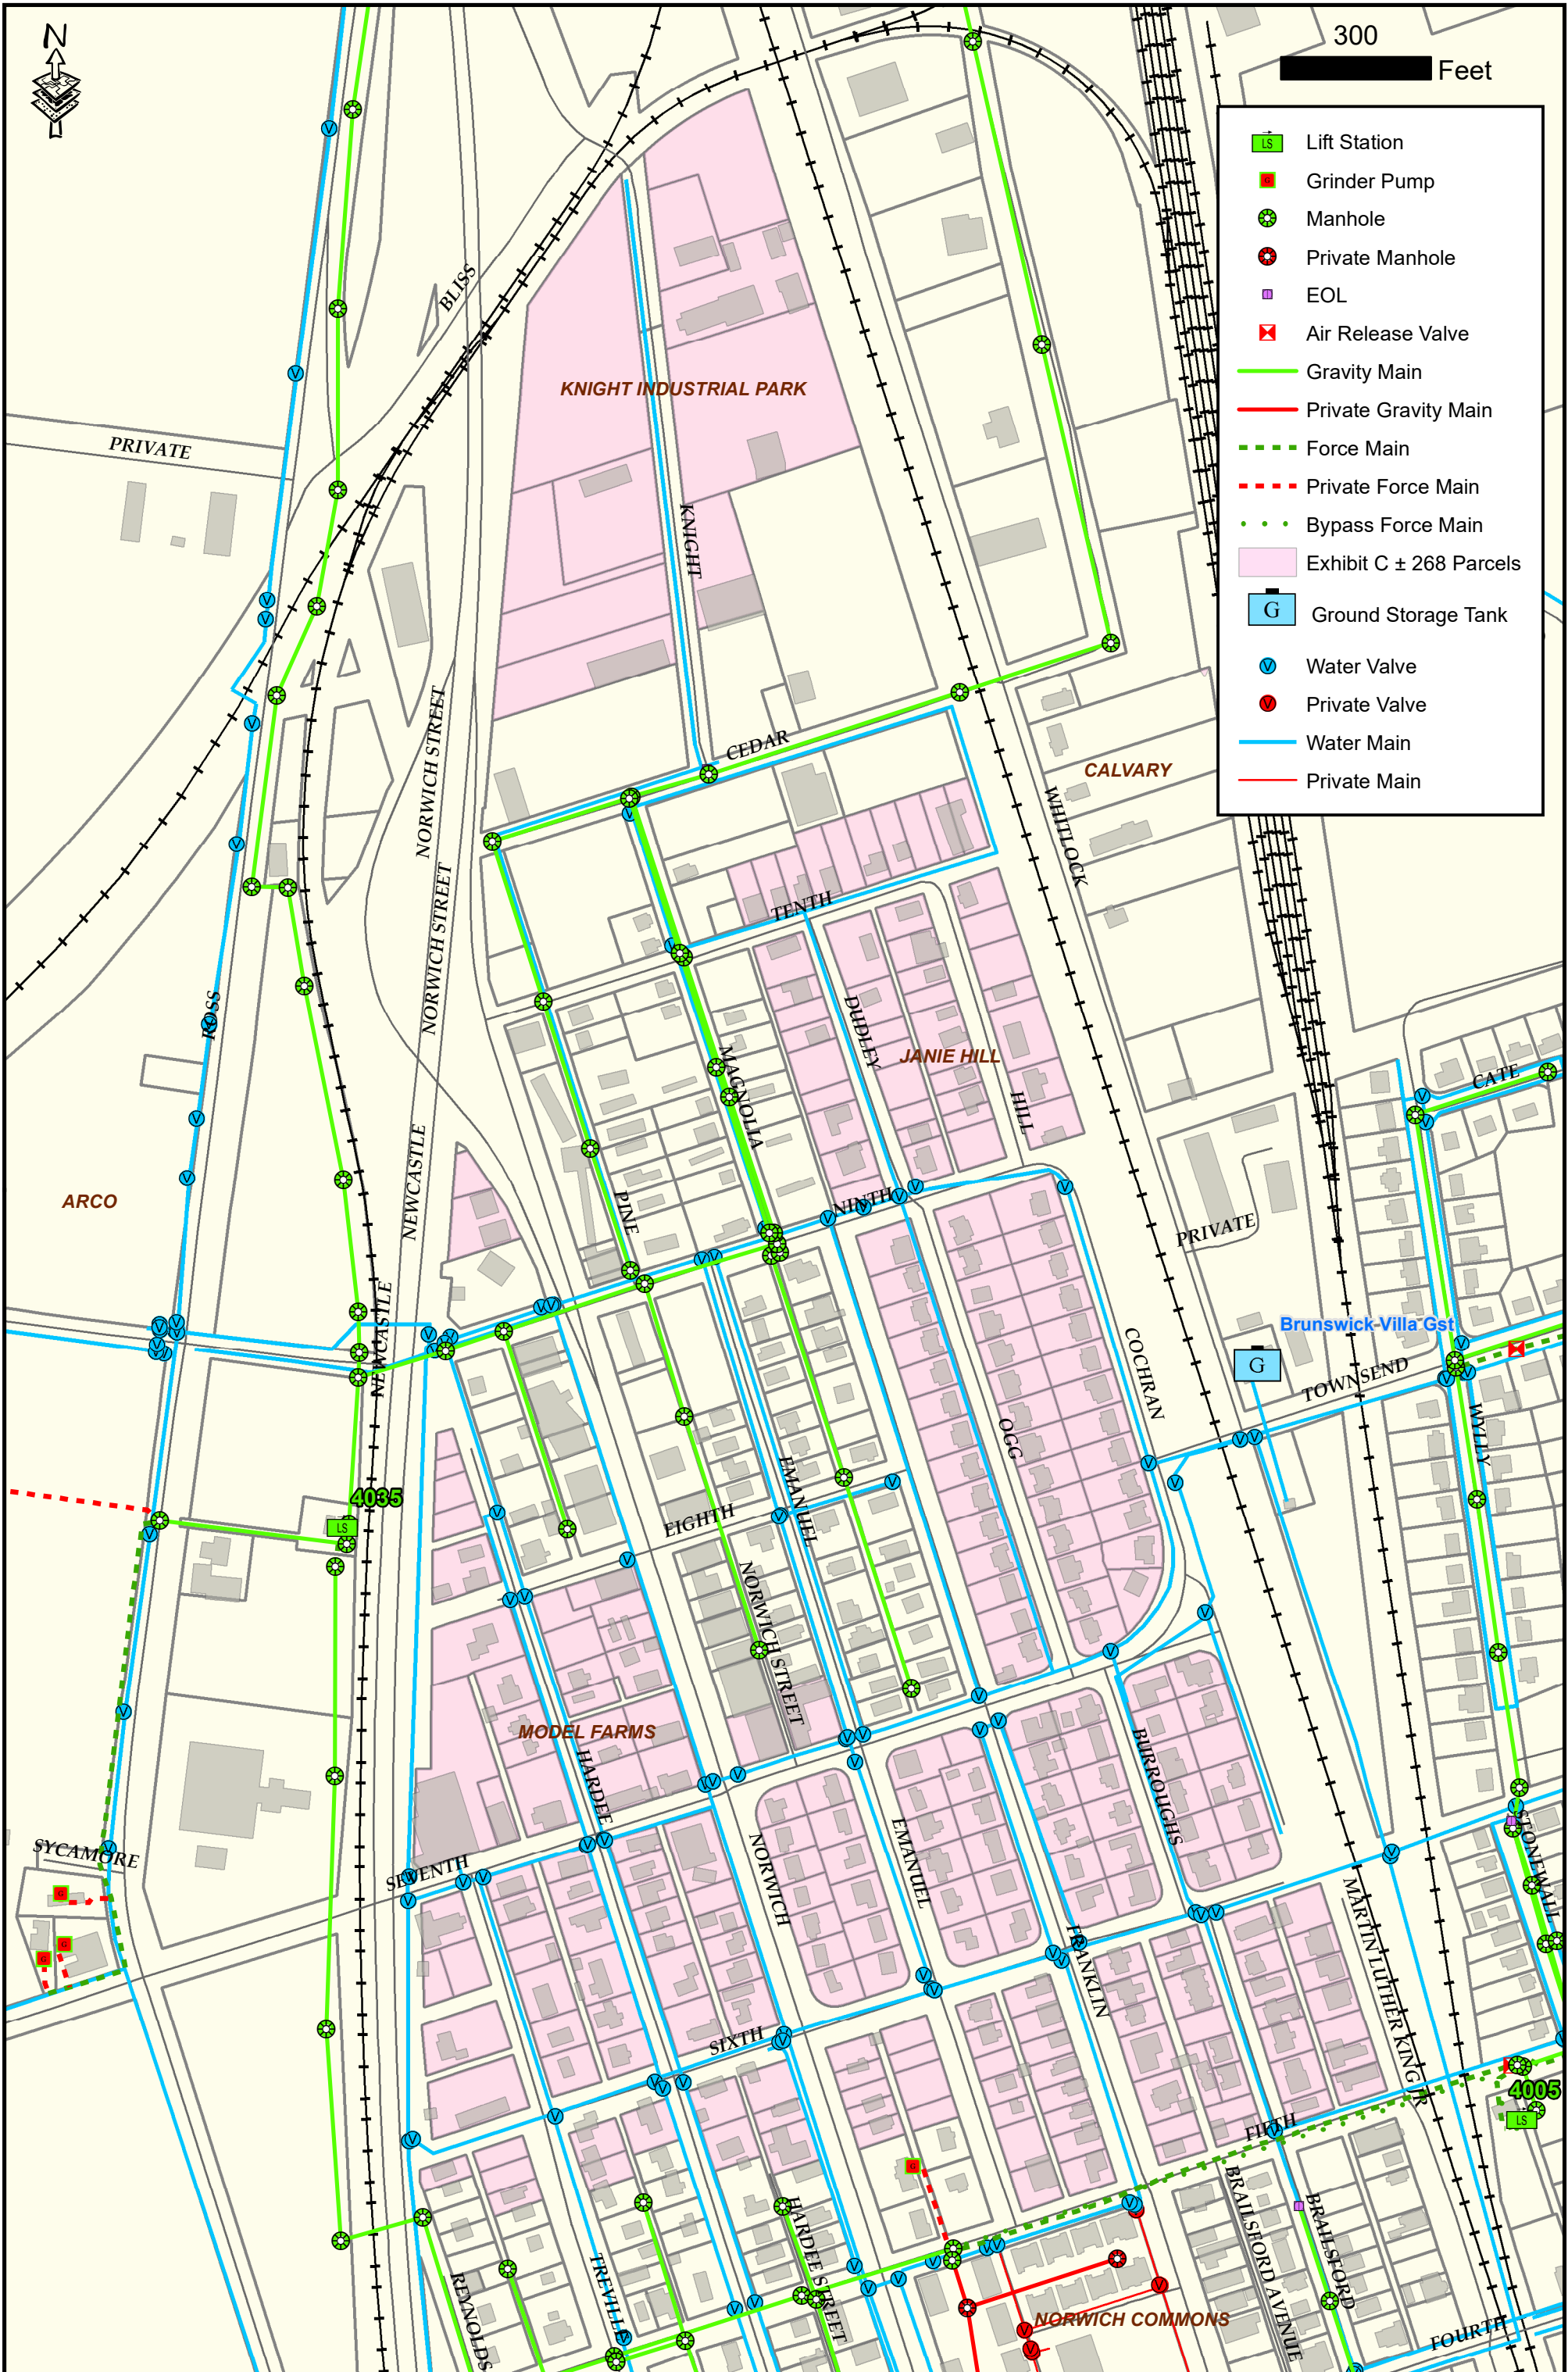 N
300
Feet
LS Lift Station
G Grinder Pump
Manhole
Private Manhole
EOL
Air Release Valve
Gravity Main
Private Gravity Main
Force Main
Private Force Main
Bypass Force Main
Exhibit C ± 268 Parcels
G Ground Storage Tank
V Water Valve
V Private Valve
Water Main
Private Main
BLISS
KNIGHT INDUSTRIAL PARK
PRIVATE
KNIGHT
NORWICH STREET
CEDAR
CALVARY
WHITLOCK
NORWICH STREET
TENTH
ROSS
DUDLEY
JANIE HILL
HILL
MAGNOLIA
CATE
NEWCASTLE
ARCO
PINE
NINTH
PRIVATE
NEWCASTLE
Brunswick Villa Gst
G
COCHRAN
TOWNSEND
WYLLY
OGG
4035
LS
EMANUEL
EIGHTH
NORWICH STREET
MODEL FARMS
HARDEE
BURROUGHS
SYCAMORE
SEVENTH
NORWICH
EMANUEL
STONEWALL
MARTIN LUTHER KING JR
FRANKLIN
SIXTH
4005
LS
FIFTH
HARDEE STREET
BRAILSFORD AVENUE
BRAILSFORD
TREVILLE
REYNOLDS
NORWICH COMMONS
FOURTH